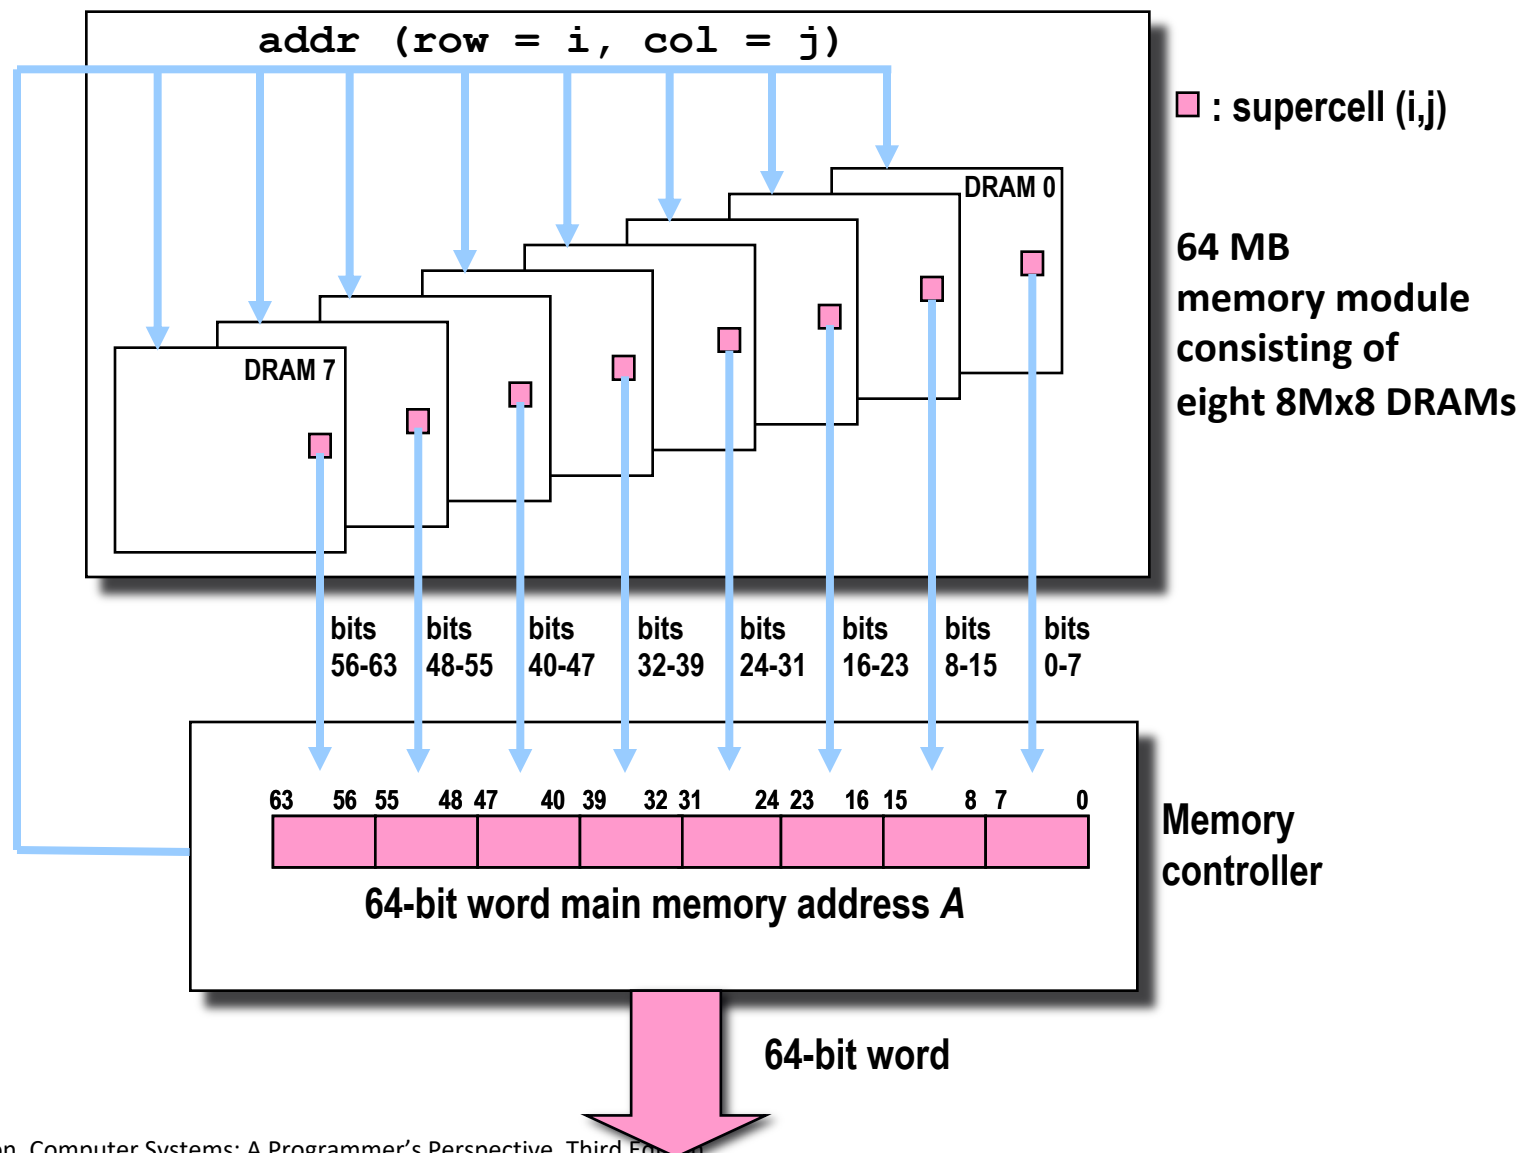 addr (row = i, col = j)
: supercell (i,j)
DRAM 0
64 MB
memory module
consisting of
eight 8Mx8 DRAMs
DRAM 7
bits
56-63
bits
48-55
bits
40-47
bits
32-39
bits
24-31
bits
16-23
bits
8-15
bits
0-7
63 56 55 48 47 40 39 32 31 24 23 16 15 8 7 0
Memory
controller
64-bit word main memory address A
64-bit word
Computer Systems: A Programmer's Perspective, Third Edition